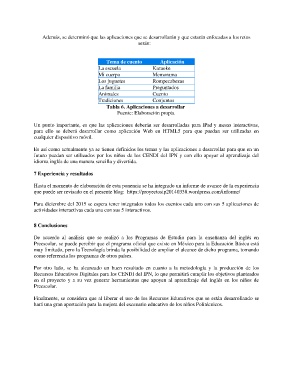 Además, se determinó que las aplicaciones que se desarrollarán y que estarán enfocadas a los retos
serán:
Tema de cuento Aplicación
La escuela Karaoke
Mi cuerpo Memorama
Los juguetes Rompecabezas
La familia Preguntados
Animales Cuento
Tradiciones Conjuntos
Tabla 6. Aplicaciones a desarrollar
Fuente: Elaboración propia.
Un punto importante, es que las aplicaciones deberán ser desarrolladas para iPad y mesas interactivas,
para ello se deberá desarrollar como aplicación Web en HTML5 para que puedan ser utilizadas en
cualquier dispositivo móvil.
Es así como actualmente ya se tienen definidos los temas y las aplicaciones a desarrollar para que en un
futuro puedan ser utilizados por los niños de los CENDI del IPN y con ello apoyar el aprendizaje del
idioma inglés de una manera sencilla y divertida.
7 Experiencia y resultados
Hasta el momento de elaboración de esta ponencia se ha integrado un informe de avance de la experiencia
que puede ser revisado en el presente blog:
Para diciembre del 2015 se espera tener integrados todos los cuentos cada uno con sus 5 aplicaciones de
actividades interactivas cada una con sus 5 interactivos.
8 Conclusiones
De acuerdo al análisis que se realizó a los Programas de Estudio para la enseñanza del inglés en
Preescolar, se puede percibir que el programa oficial que existe en México para la Educación Básica está
muy limitado, pero la Tecnología brinda la posibilidad de ampliar el alcance de dicho programa, tomando
como referencia los programas de otros países.
Por otro lado, se ha alcanzado un buen resultado en cuanto a la metodología y la producción de los
Recursos Educativos Digitales para los CENDI del IPN, lo que permitirá cumplir los objetivos planteados
en el proyecto y a su vez generar herramientas que apoyen al aprendizaje del inglés en los niños de
Preescolar.
Finalmente, se considera que al liberar el uso de los Recursos Educativos que se están desarrollando se
hará una gran aportación para la mejora del escenario educativo de los niños Politécnicos.